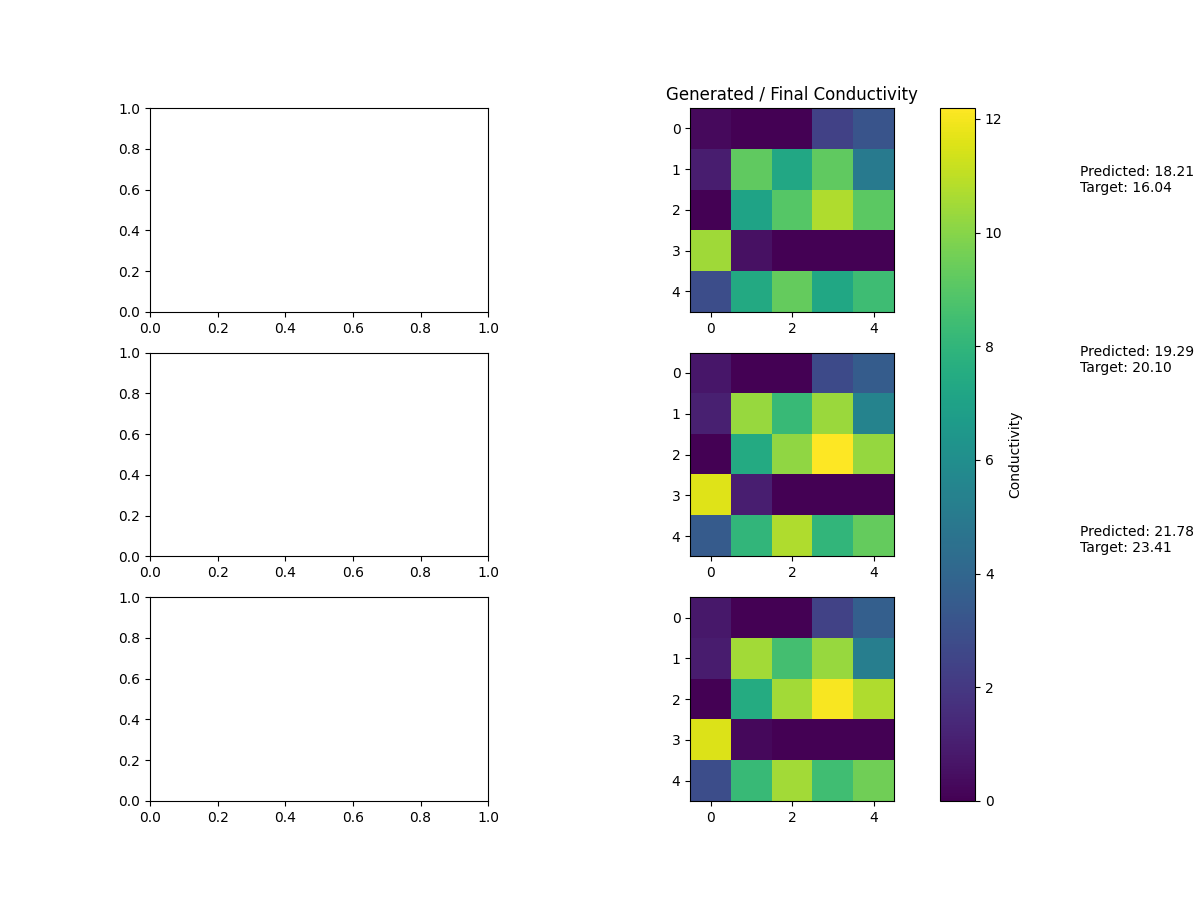 Generated / Final Conductivity
1.0
0.8
0.6
0.4
0.2
0.0
0.0 0.2 0.4 0.6 0.8 1.0
0
1
2
3
4
0 2 4
Predicted: 18.21
Target: 16.04
1.0
0.8
0.6
0.4
0.2
0.0
0.0 0.2 0.4 0.6 0.8 1.0
0
1
2
3
4
0 2 4
Predicted: 19.29
Target: 20.10
1.0
0.8
0.6
0.4
0.2
0.0
0.0 0.2 0.4 0.6 0.8 1.0
0
1
2
3
4
0 2 4
Predicted: 21.78
Target: 23.41
12
10
8
6
4
2
0
Conductivity